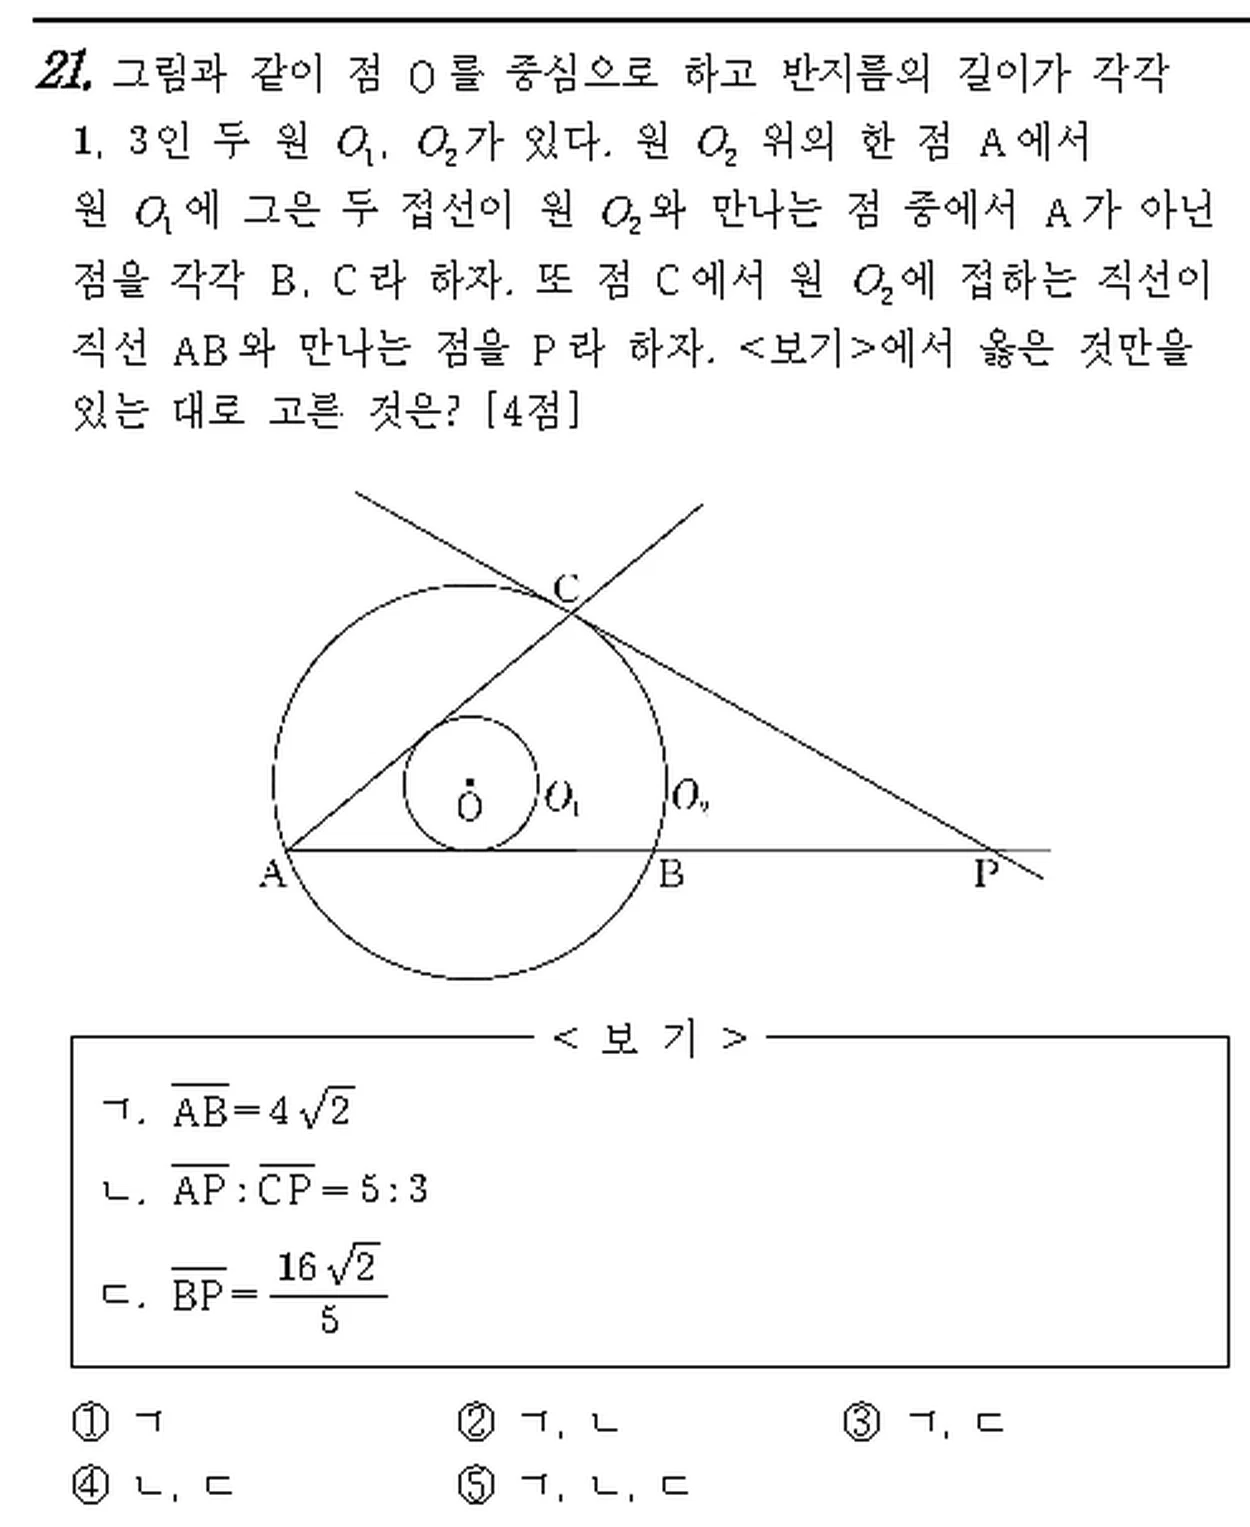 21. 그림과 같이 점 O를 중심으로 하고 반지름의 길이가 각각
1, 3인 두 원 O₁, O₂가 있다. 원 O₂ 위의 한 점 A에서
원 O₁에 그은 두 접선이 원 O₂와 만나는 점 중에서 A가 아닌
점을 각각 B, C라 하자. 또 점 C에서 원 O₂에 접하는 직선이
직선 AB와 만나는 점을 P라 하자. <보기>에서 옳은 것만을
있는 대로 고른 것은? [4점]
C
O O₁ O₂
A B P
< 보 기 >
ㄱ. \overline{AB}=4√2
ㄴ. \overline{AP}:\overline{CP}=5:3
ㄷ. \overline{BP}=\frac{16√2}{5}
① ㄱ ② ㄱ, ㄴ ③ ㄱ, ㄷ
④ ㄴ, ㄷ ⑤ ㄱ, ㄴ, ㄷ